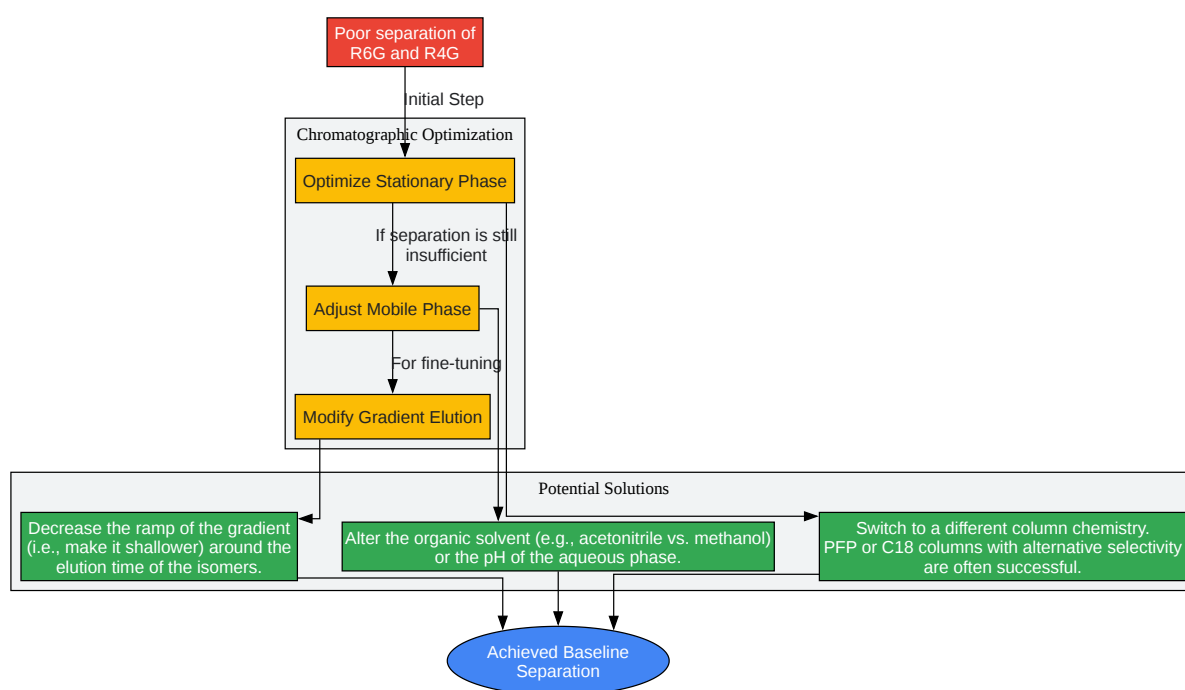 Poor separation of
R6G and R4G
Initial Step
Chromatographic Optimization
Optimize Stationary Phase
If separation is still
insufficient
Adjust Mobile Phase
For fine-tuning
Modify Gradient Elution
Potential Solutions
Decrease the ramp of the gradient
(i.e., make it shallower) around the
elution time of the isomers.
Alter the organic solvent (e.g., acetonitrile vs. methanol)
or the pH of the aqueous phase.
Switch to a different column chemistry.
PFP or C18 columns with alternative selectivity
are often successful.
Achieved Baseline
Separation